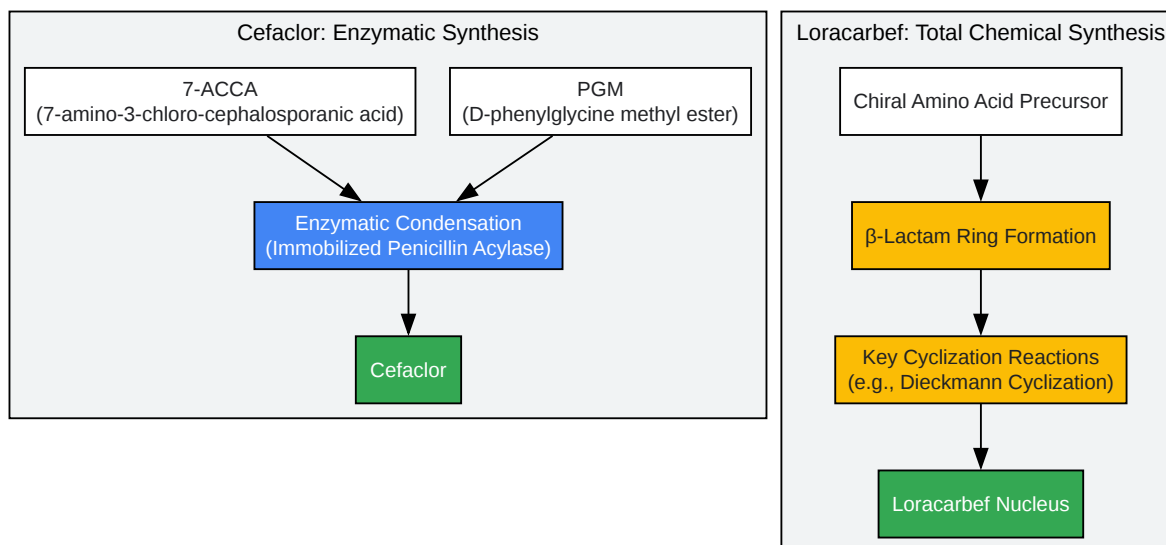 Cefaclor: Enzymatic Synthesis
7-ACCA
(7-amino-3-chloro-cephalosporanic acid)
PGM
(D-phenylglycine methyl ester)
Enzymatic Condensation
(Immobilized Penicillin Acylase)
Cefaclor
Loracarbef: Total Chemical Synthesis
Chiral Amino Acid Precursor
β-Lactam Ring Formation
Key Cyclization Reactions
(e.g., Dieckmann Cyclization)
Loracarbef Nucleus